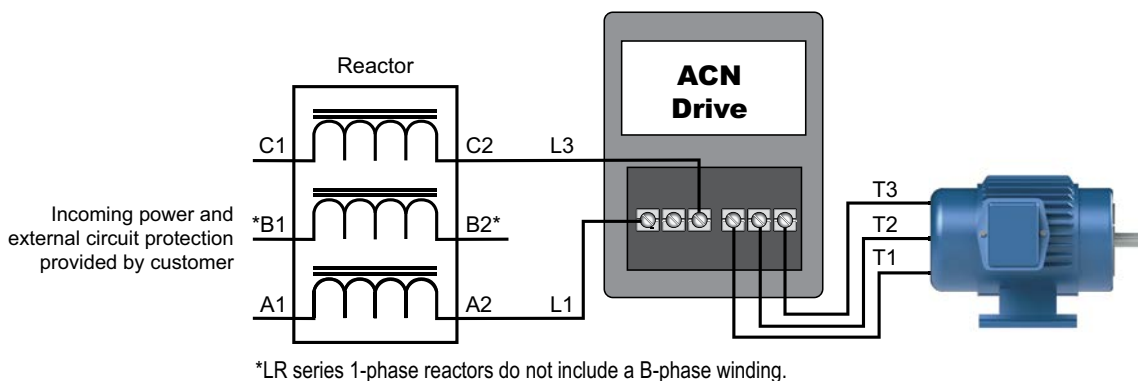 Reactor
ACN
Drive
C1
C2
L3
*B1
B2*
A1
A2
L1
Incoming power and
external circuit protection
provided by customer
T3
T2
T1
*LR series 1-phase reactors do not include a B-phase winding.